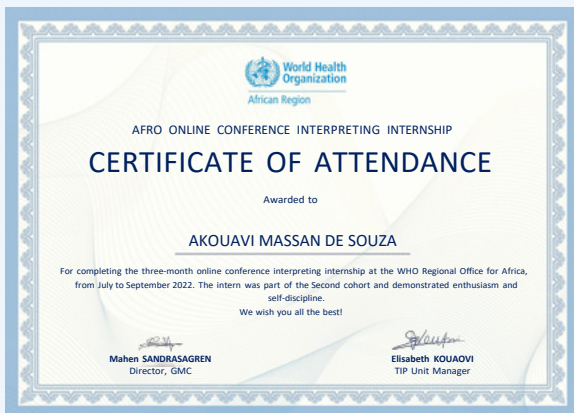 World Health
Organization
African Region
AFRO ONLINE CONFERENCE INTERPRETING INTERNSHIP
CERTIFICATE OF ATTENDANCE
Awarded to
AKOUAVI MASSAN DE SOUZA
For completing the three-month online conference interpreting internship at the WHO Regional Office for Africa,
from July to September 2022. The intern was part of the Second cohort and demonstrated enthusiasm and
self-discipline.
We wish you all the best!
Mahen SANDRASAGREN
Director, GMC
Elisabeth KOUAOVI
TIP Unit Manager